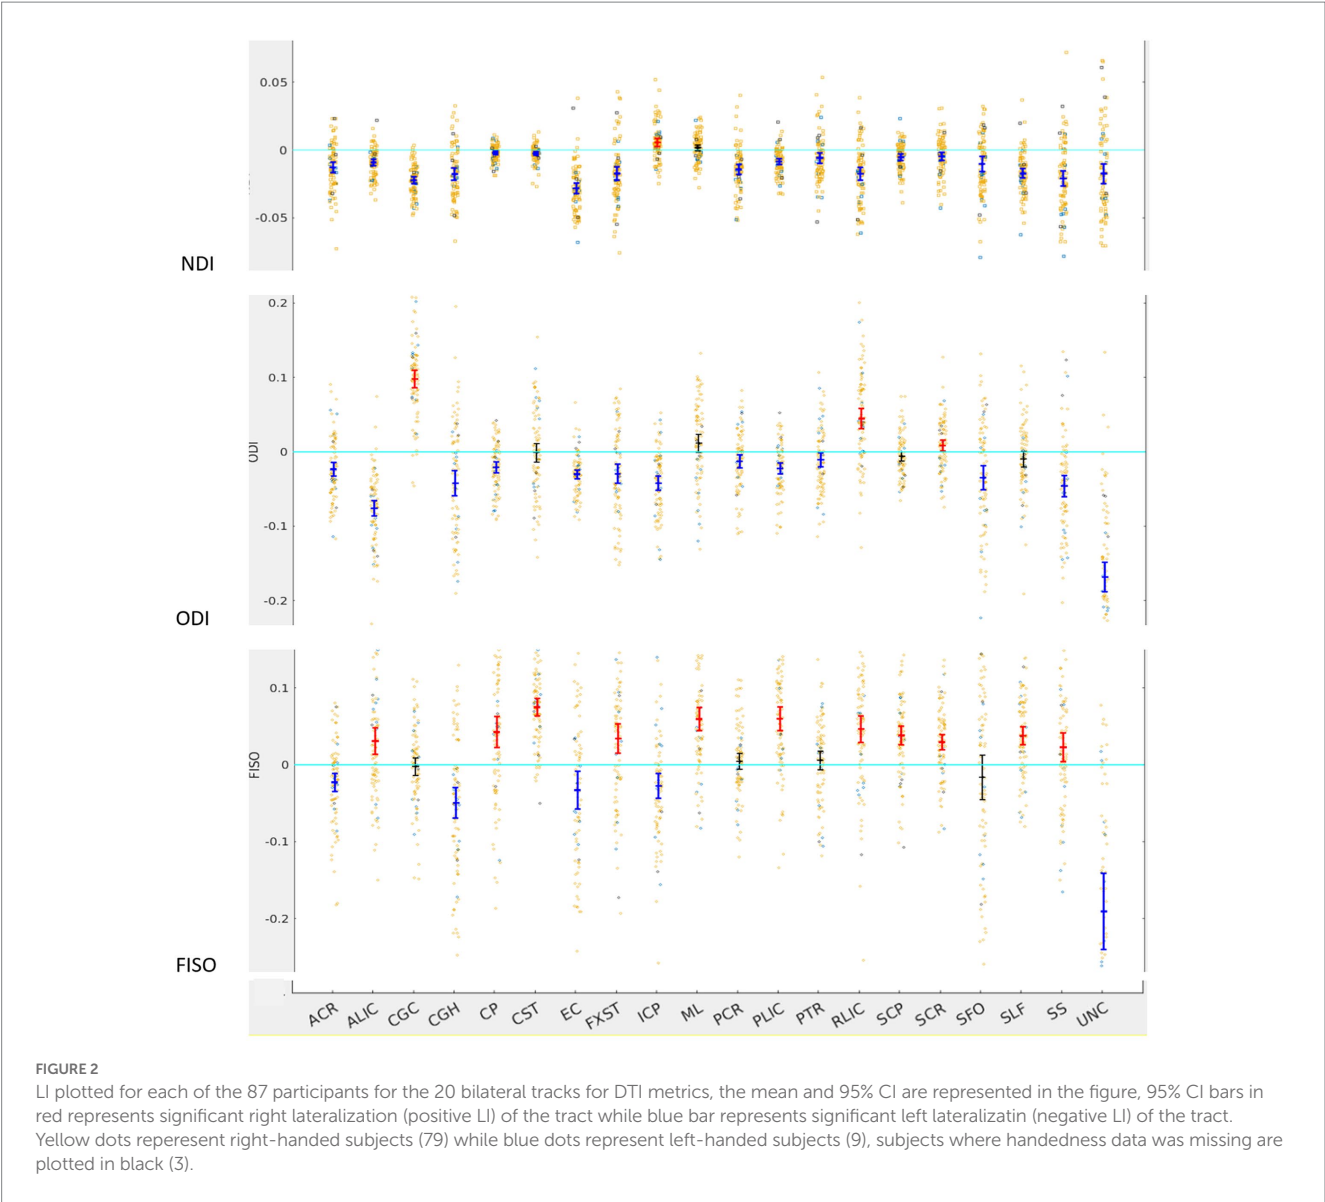 0.05
0
-0.05
NDI
0.2
0.1
0
ODI
-0.1
-0.2
ODI
0.1
0
FISO
-0.1
-0.2
FISO
ACR ALIC CGC CGH CP CST EC FXST ICP ML PCR PLIC PTR RLIC SCP SCR SFO SLF SS UNC
FIGURE 2
LI plotted for each of the 87 participants for the 20 bilateral tracks for DTI metrics, the mean and 95% CI are represented in the figure, 95% CI bars in
red represents significant right lateralization (positive LI) of the tract while blue bar represents significant left lateralizatin (negative LI) of the tract.
Yellow dots reperesent right-handed subjects (79) while blue dots represent left-handed subjects (9), subjects where handedness data was missing are
plotted in black (3).